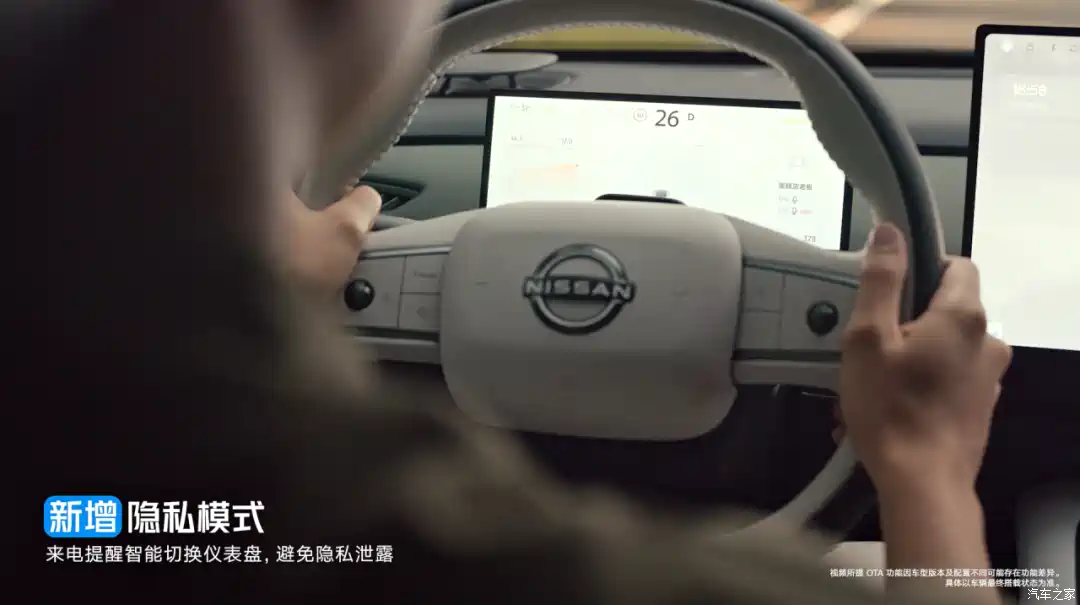 26 D
18:58
NISSAN
新增 隐私模式
来电提醒智能切换仪表盘，避免隐私泄露
视频所提 OTA 功能因车型版本及配置不同可能存在功能差异。
具体以车辆最终搭载状态为准。
汽车之家